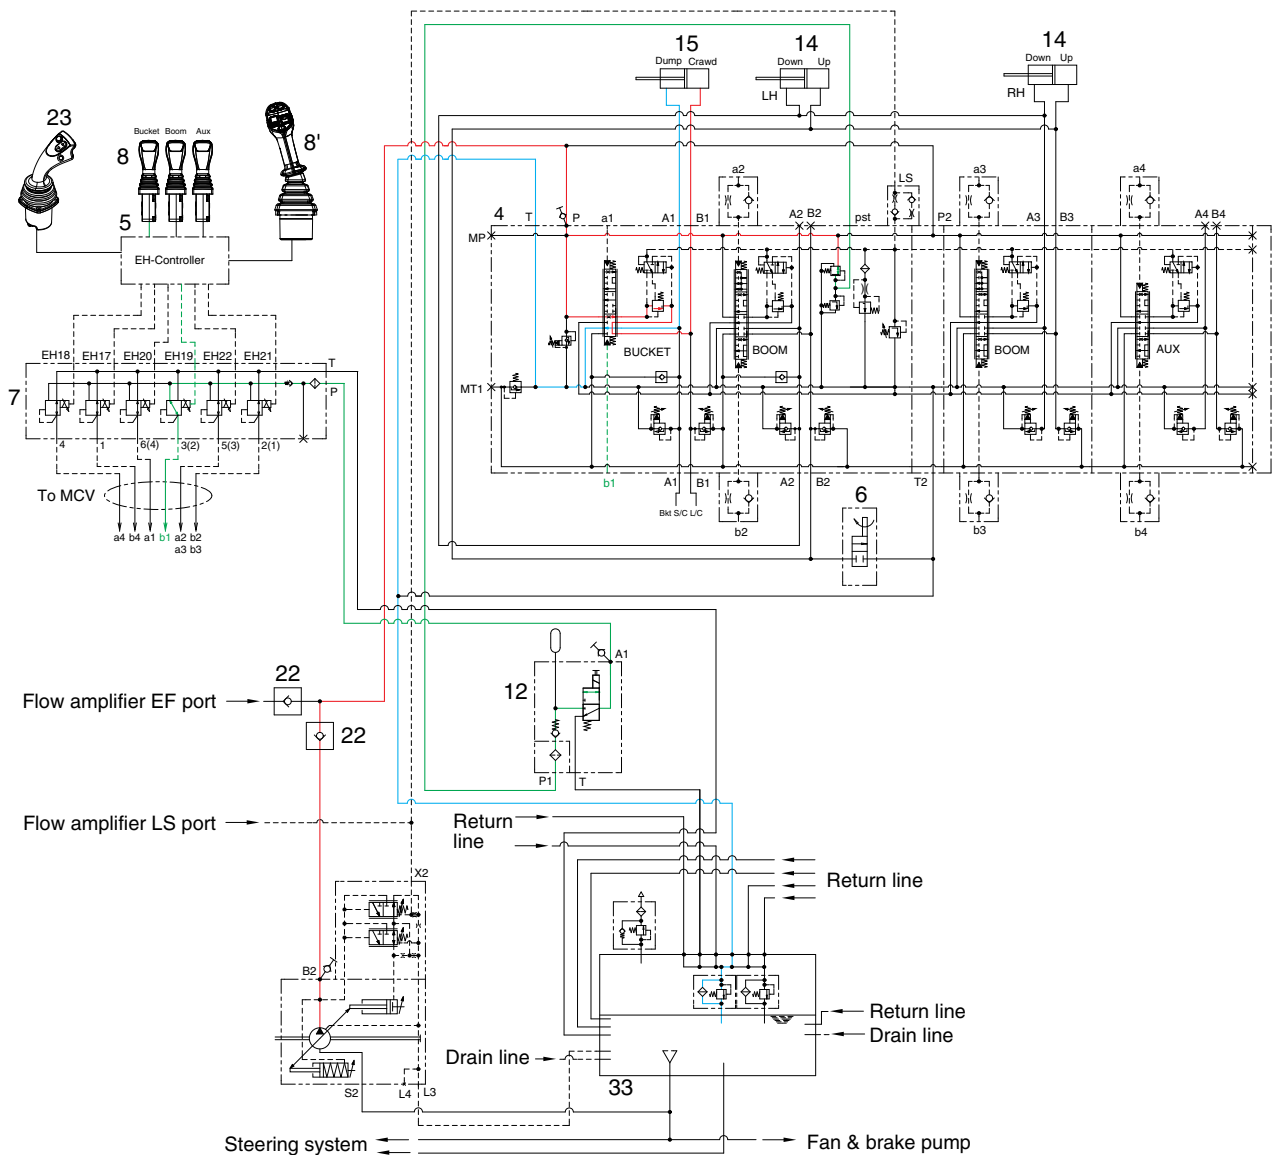 15
14
14
Dump Crawd
Down Up
Down Up
LH
RH
23
Bucket Boom Aux
8
8'
5
EH-Controller
a2
LS
a3
a4
4
T
P
a1
A1
B1
A2
B2
pst
P2
A3
B3
A4
B4
MP
BUCKET
BOOM
BOOM
AUX
MT1
EH18
EH17
EH20
EH19
EH22
EH21
T
P
7
4
1
6(4)
3(2)
5(3)
2(1)
To MCV
a4 b4 a1 b1 a2 b2
a3 b3
b1
A1
B1
A2
B2
T2
Bkt S/C L/C
b2
6
b3
b4
A1
12
22
Flow amplifier EF port
22
P1
T
Flow amplifier LS port
Return
line
X2
Return line
B2
Return line
Drain line
Drain line
33
S2
L4
L3
Steering system
Fan & brake pump